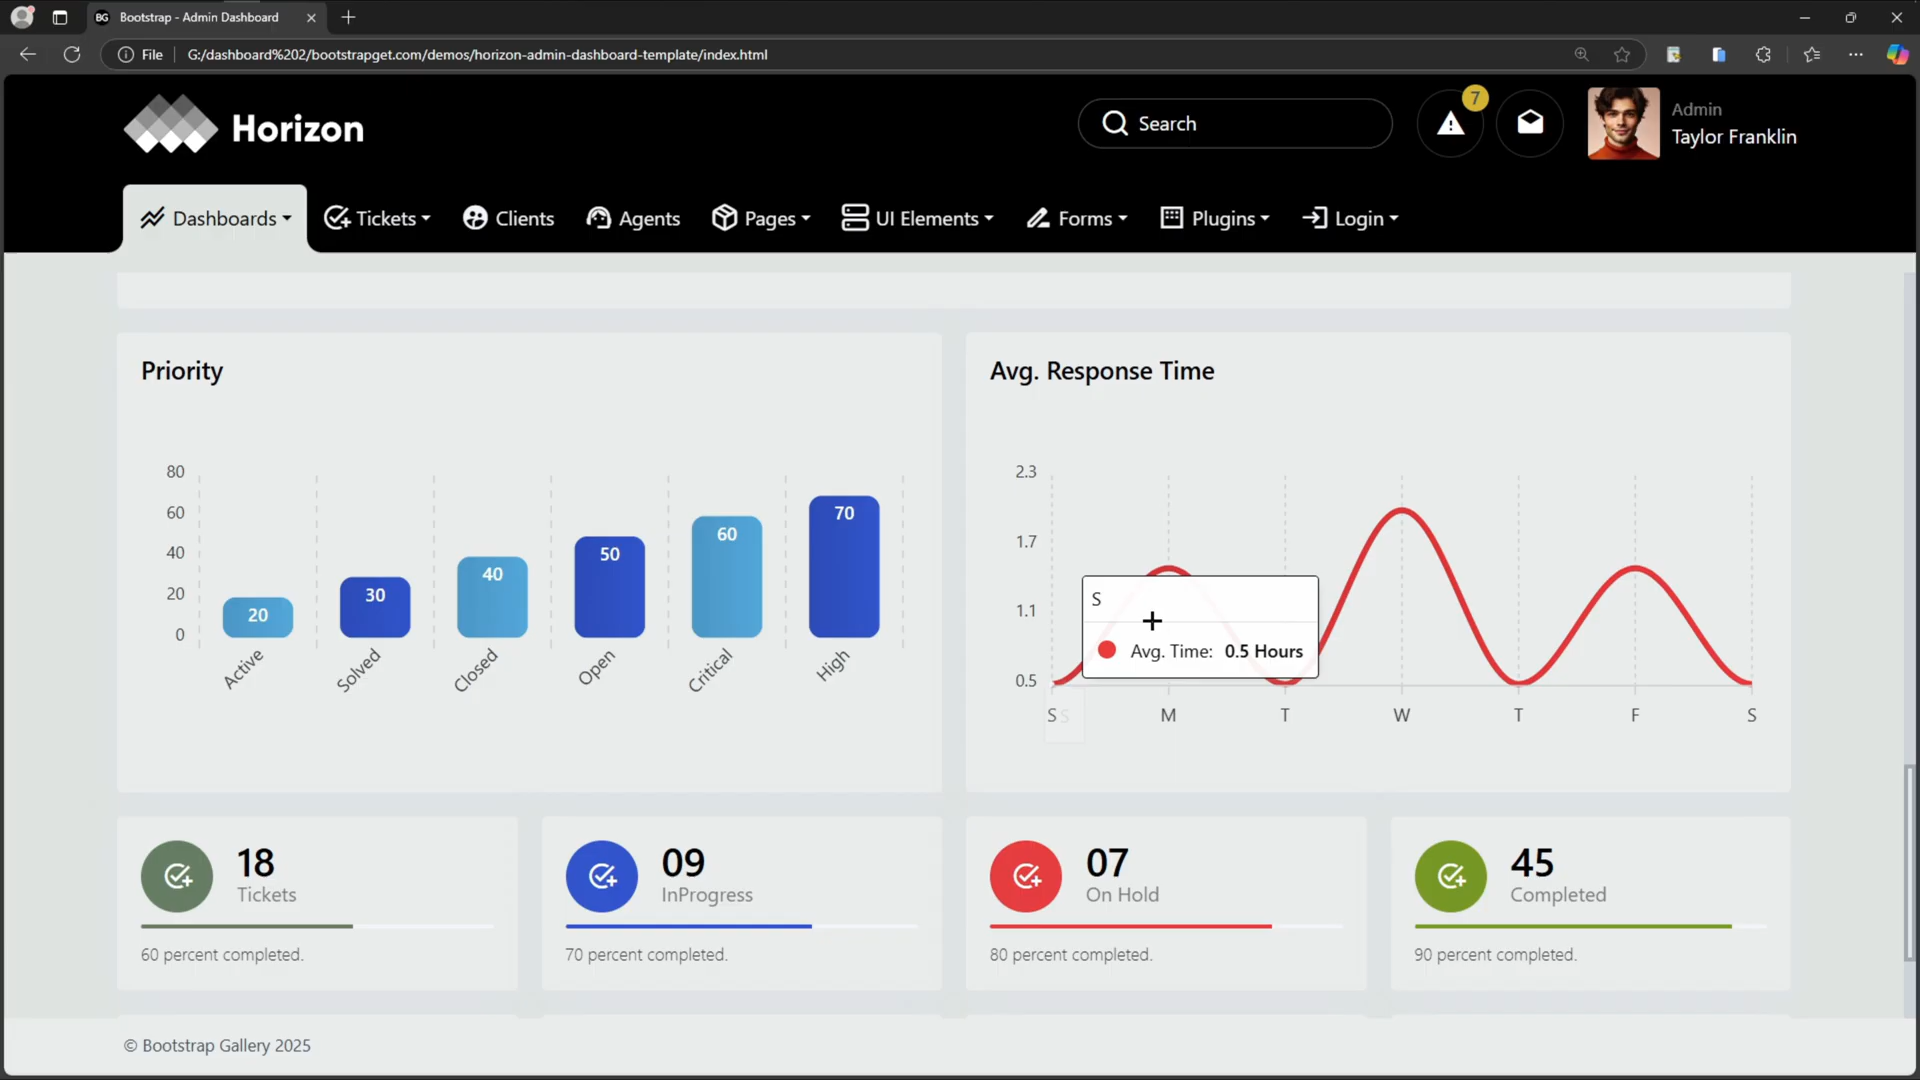 BG Bootstrap - Admin Dashboard
File G:/dashboard%202/bootstrapget.com/demos/horizon-admin-dashboard-template/index.html
Horizon
Search
7
Admin
Taylor Franklin
Dashboards Tickets Clients Agents Pages UI Elements Forms Plugins Login
Priority
80
60
40
20
0
20
30
40
50
60
70
Active Solved Closed Open Critical High
Avg. Response Time
2.3
1.7
1.1
0.5
S
Avg. Time: 0.5 Hours
S S M T W T F S
18
Tickets
60 percent completed.
09
InProgress
70 percent completed.
07
On Hold
80 percent completed.
45
Completed
90 percent completed.
© Bootstrap Gallery 2025